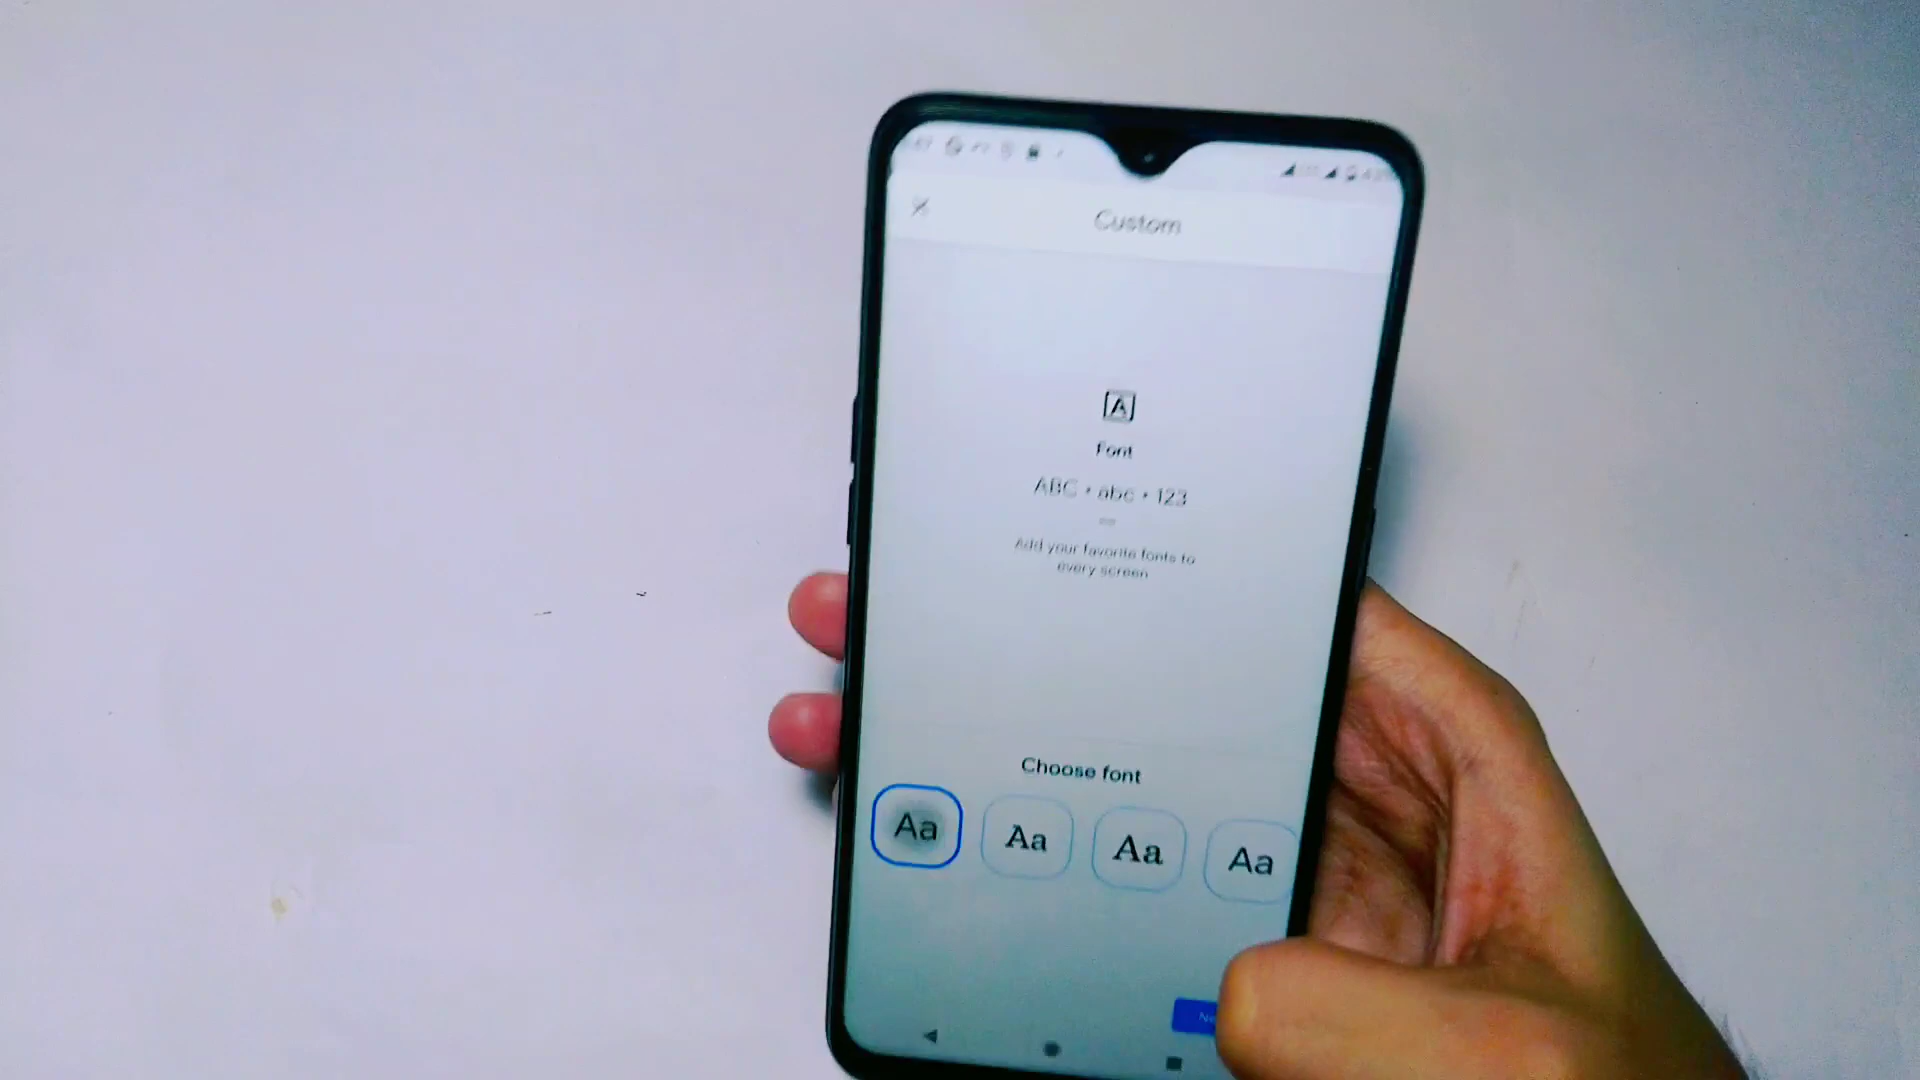 Custom
A
Font
ABC • abc • 123
Add your favorite fonts to
every screen
Choose font
Aa Aa Aa Aa